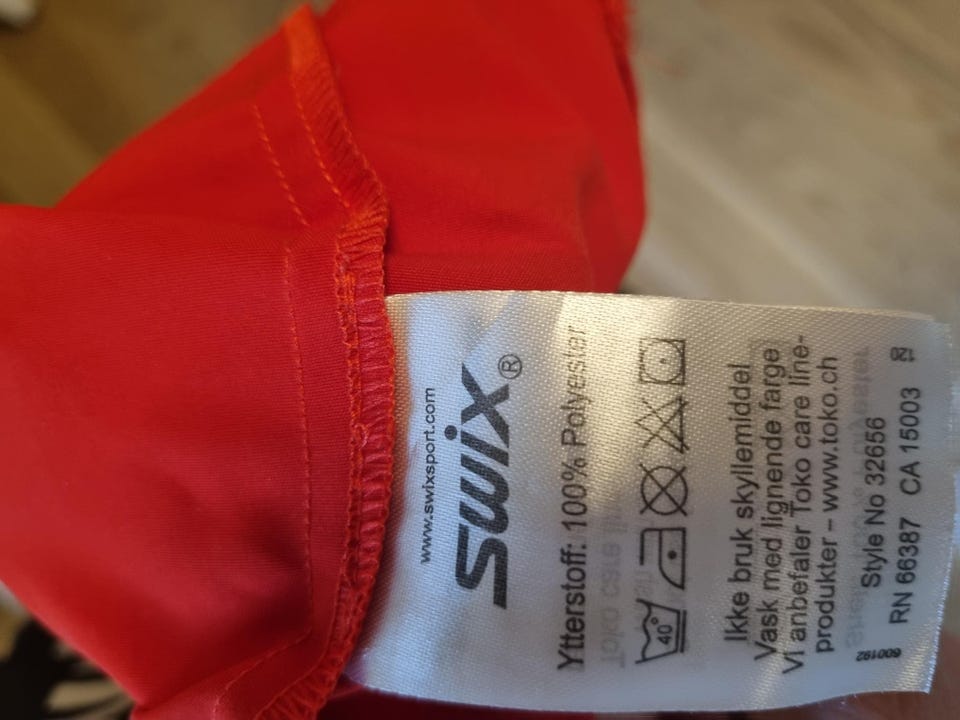 www.swixsport.com
swix®
Ytterstoff: 100% Polyester
40°
Ikke bruk skyllemiddel
Vask med lignende farge
Vi anbefaler Toko care line-
produkter – www.toko.ch
Style No 32656
RN 66387 CA 15003
600192
120